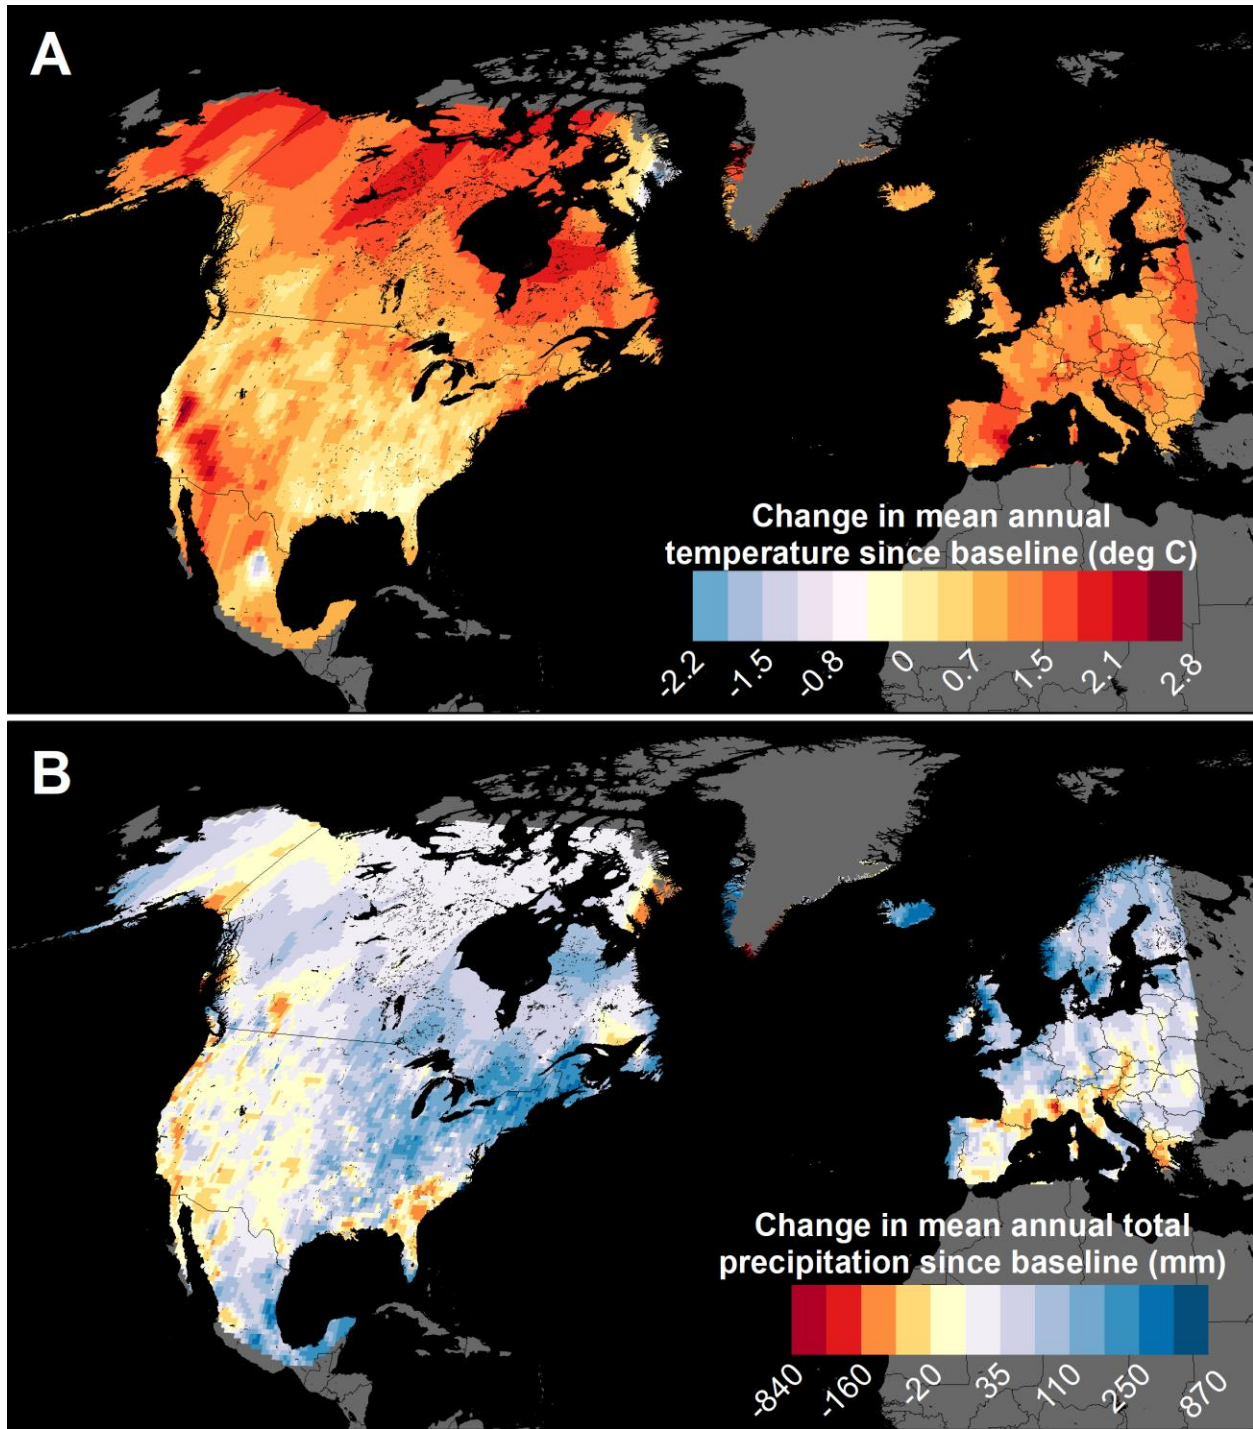 A
Change in mean annual
temperature since baseline (deg C)
-2.2 -1.5 -0.8 0 0.7 1.5 2.1 2.8
B
Change in mean annual total
precipitation since baseline (mm)
-840 -160 -20 35 110 250 870